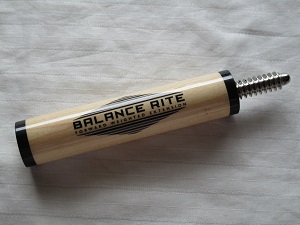 BALANCE RITE
FORWARD WEIGHTED EXTENSION